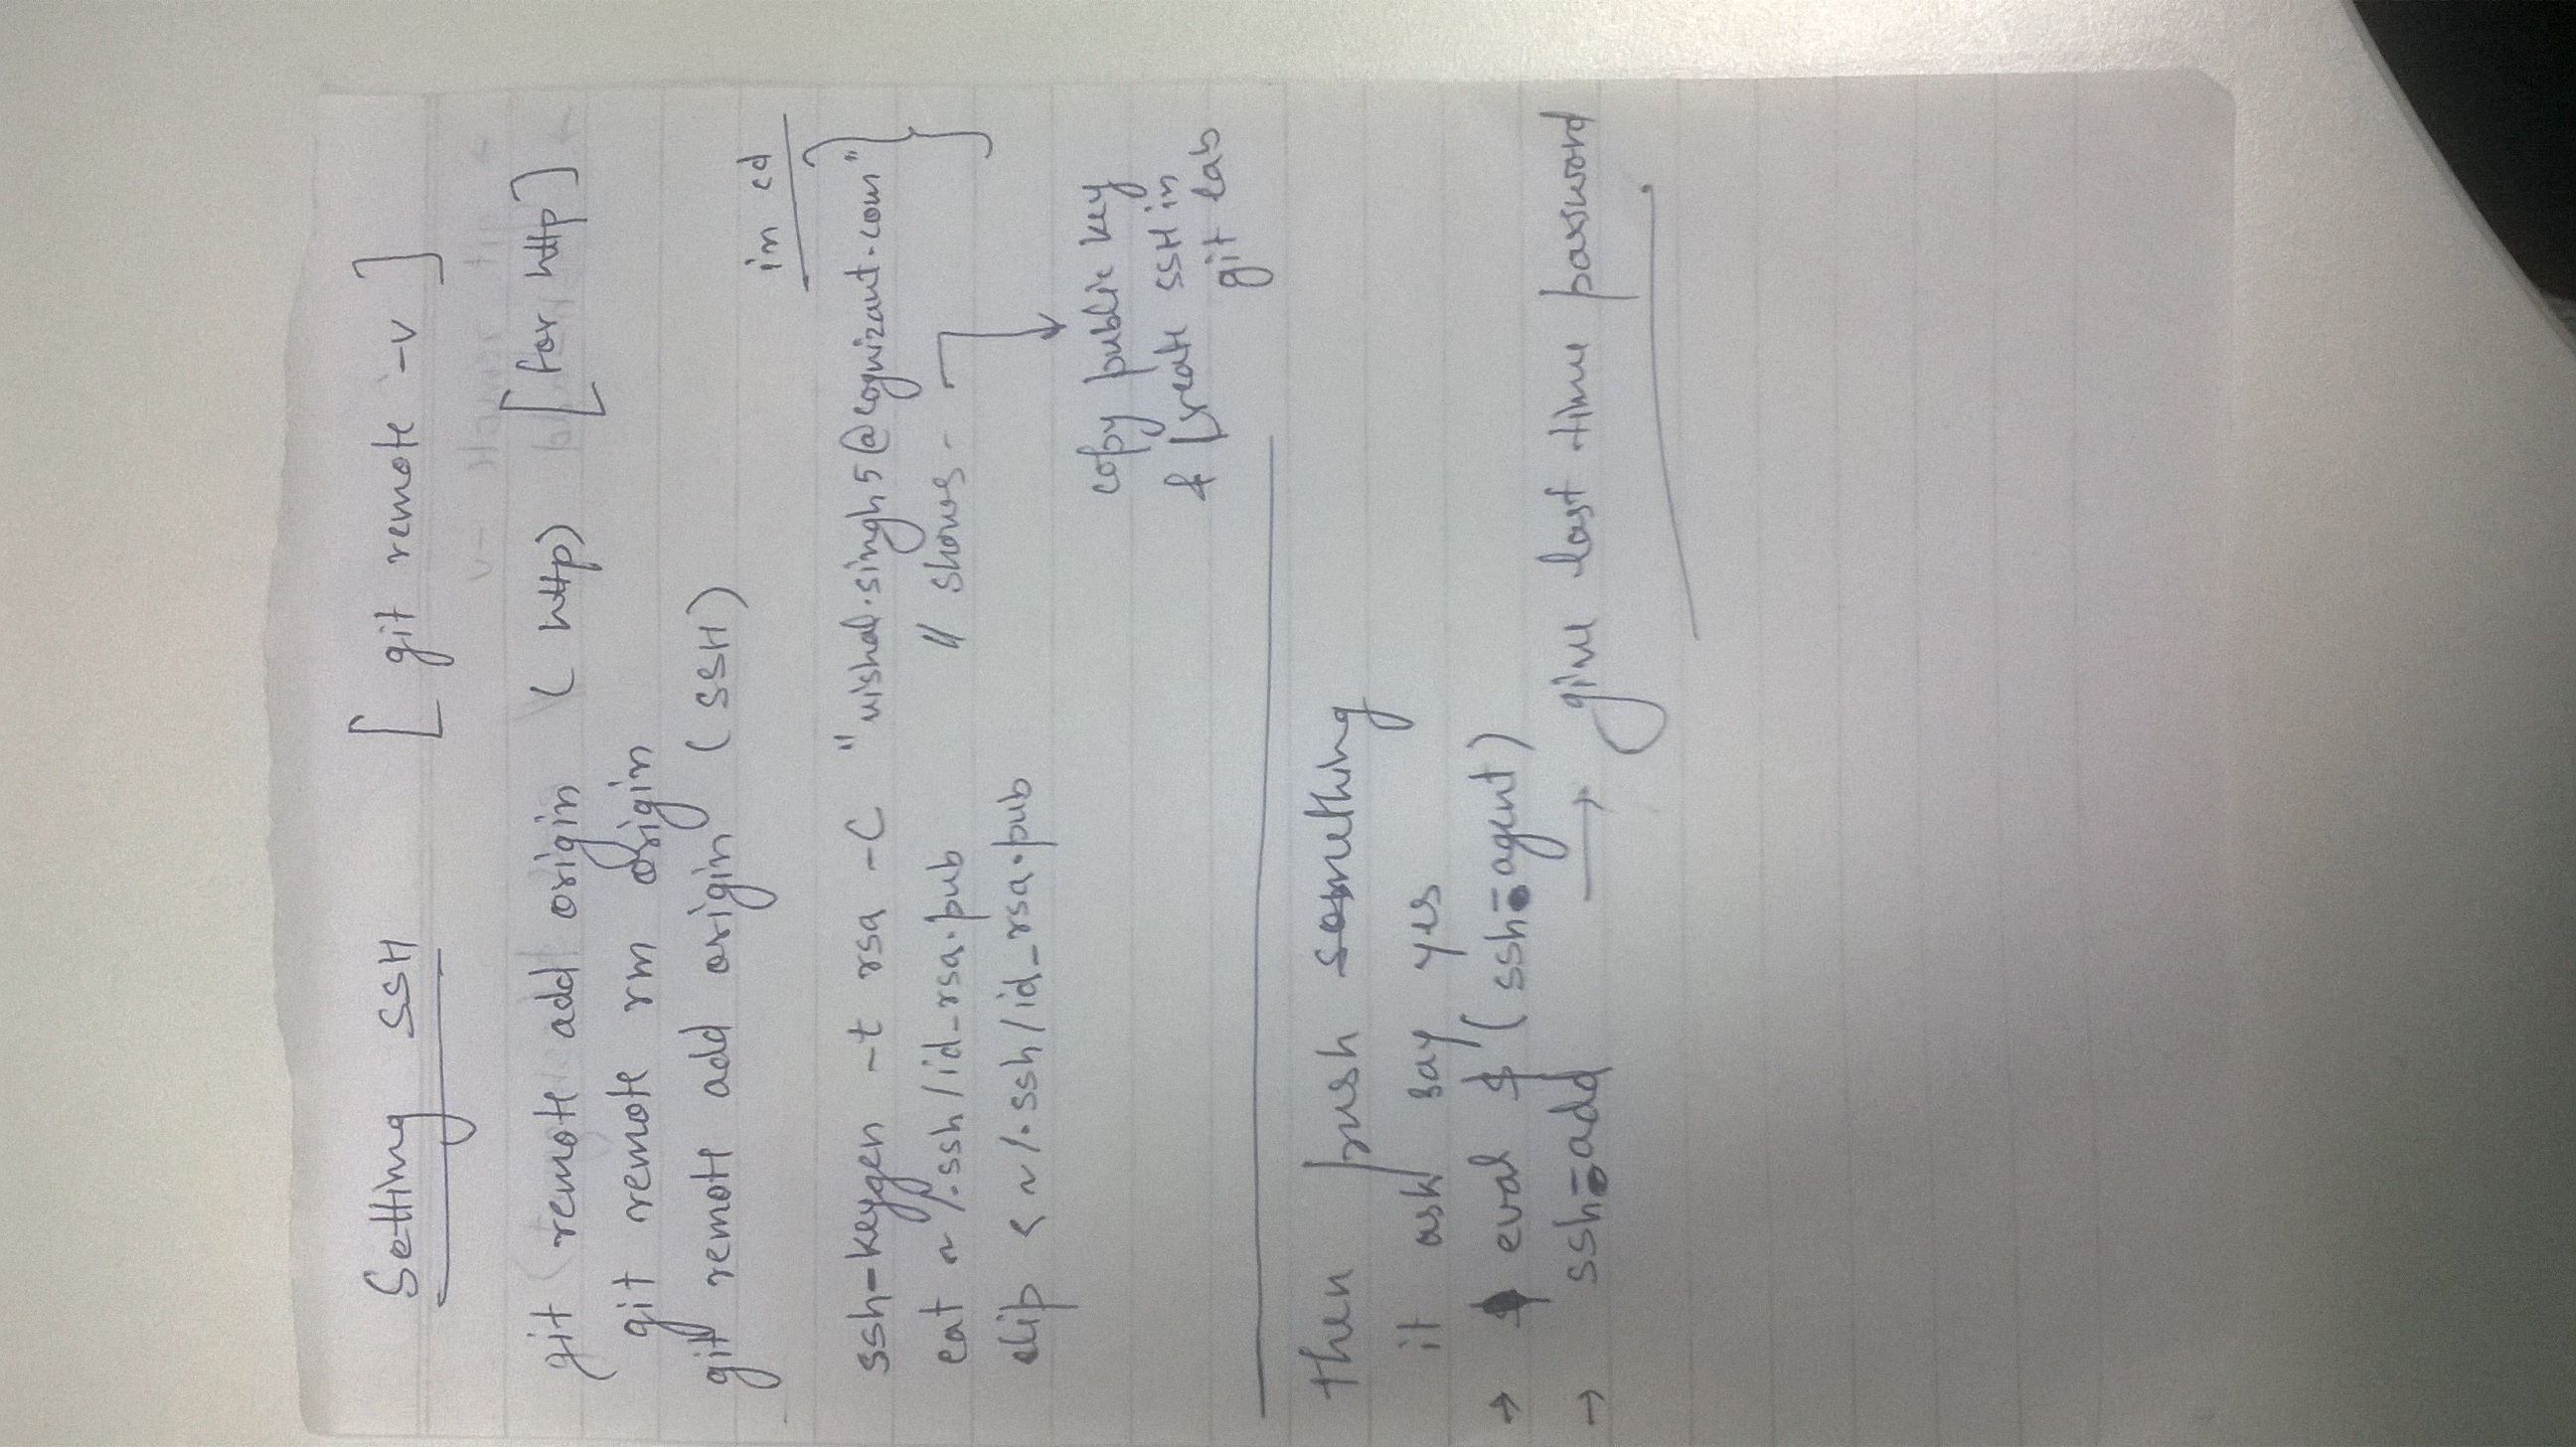 Setting SSH [ git remote -v ]
git remote add origin ( http) [for http] ←
git remote rm origin
git remote add origin (SSH)
in cd
ssh-keygen -t rsa -C "vishal.singh5@cognizant.com"
cat ~/.ssh/id_rsa.pub // shows -
clip < ~/.ssh/id_rsa.pub
copy public key
& create SSH in
git lab
then push something
it ask say yes
→ eval $(ssh-agent)
→ ssh-add → give last time password